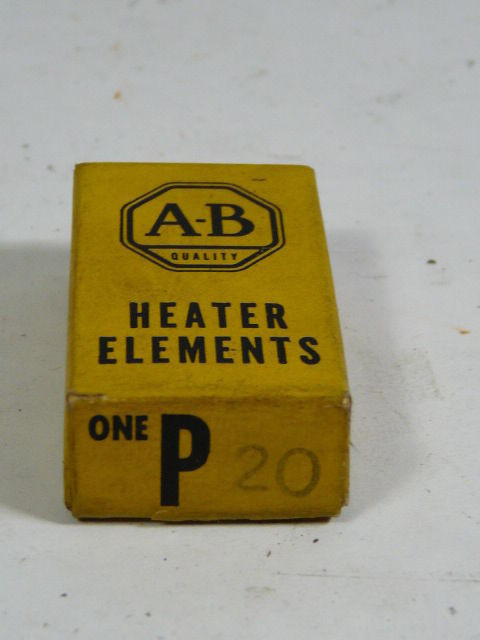 A-B
QUALITY
HEATER
ELEMENTS
ONE P 20